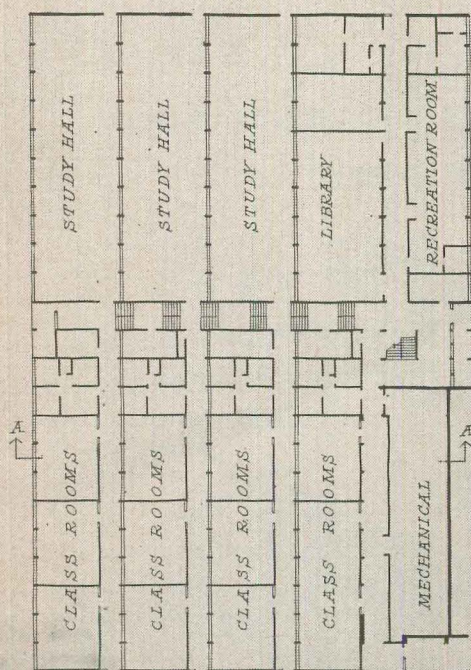 STUDY HALL
STUDY HALL
STUDY HALL
LIBRARY
RECREATION ROOM
A
A
CLASS ROOMS
CLASS ROOMS
CLASS ROOMS
CLASS ROOMS
MECHANICAL